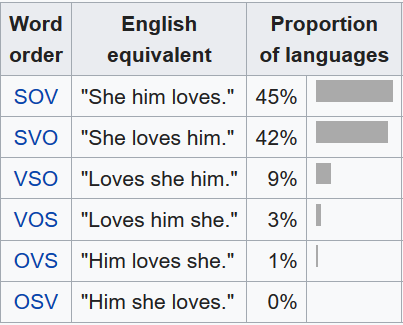 Word order English equivalent Proportion of languages
SOV "She him loves." 45%
SVO "She loves him." 42%
VSO "Loves she him." 9%
VOS "Loves him she." 3%
OVS "Him loves she." 1%
OSV "Him she loves." 0%